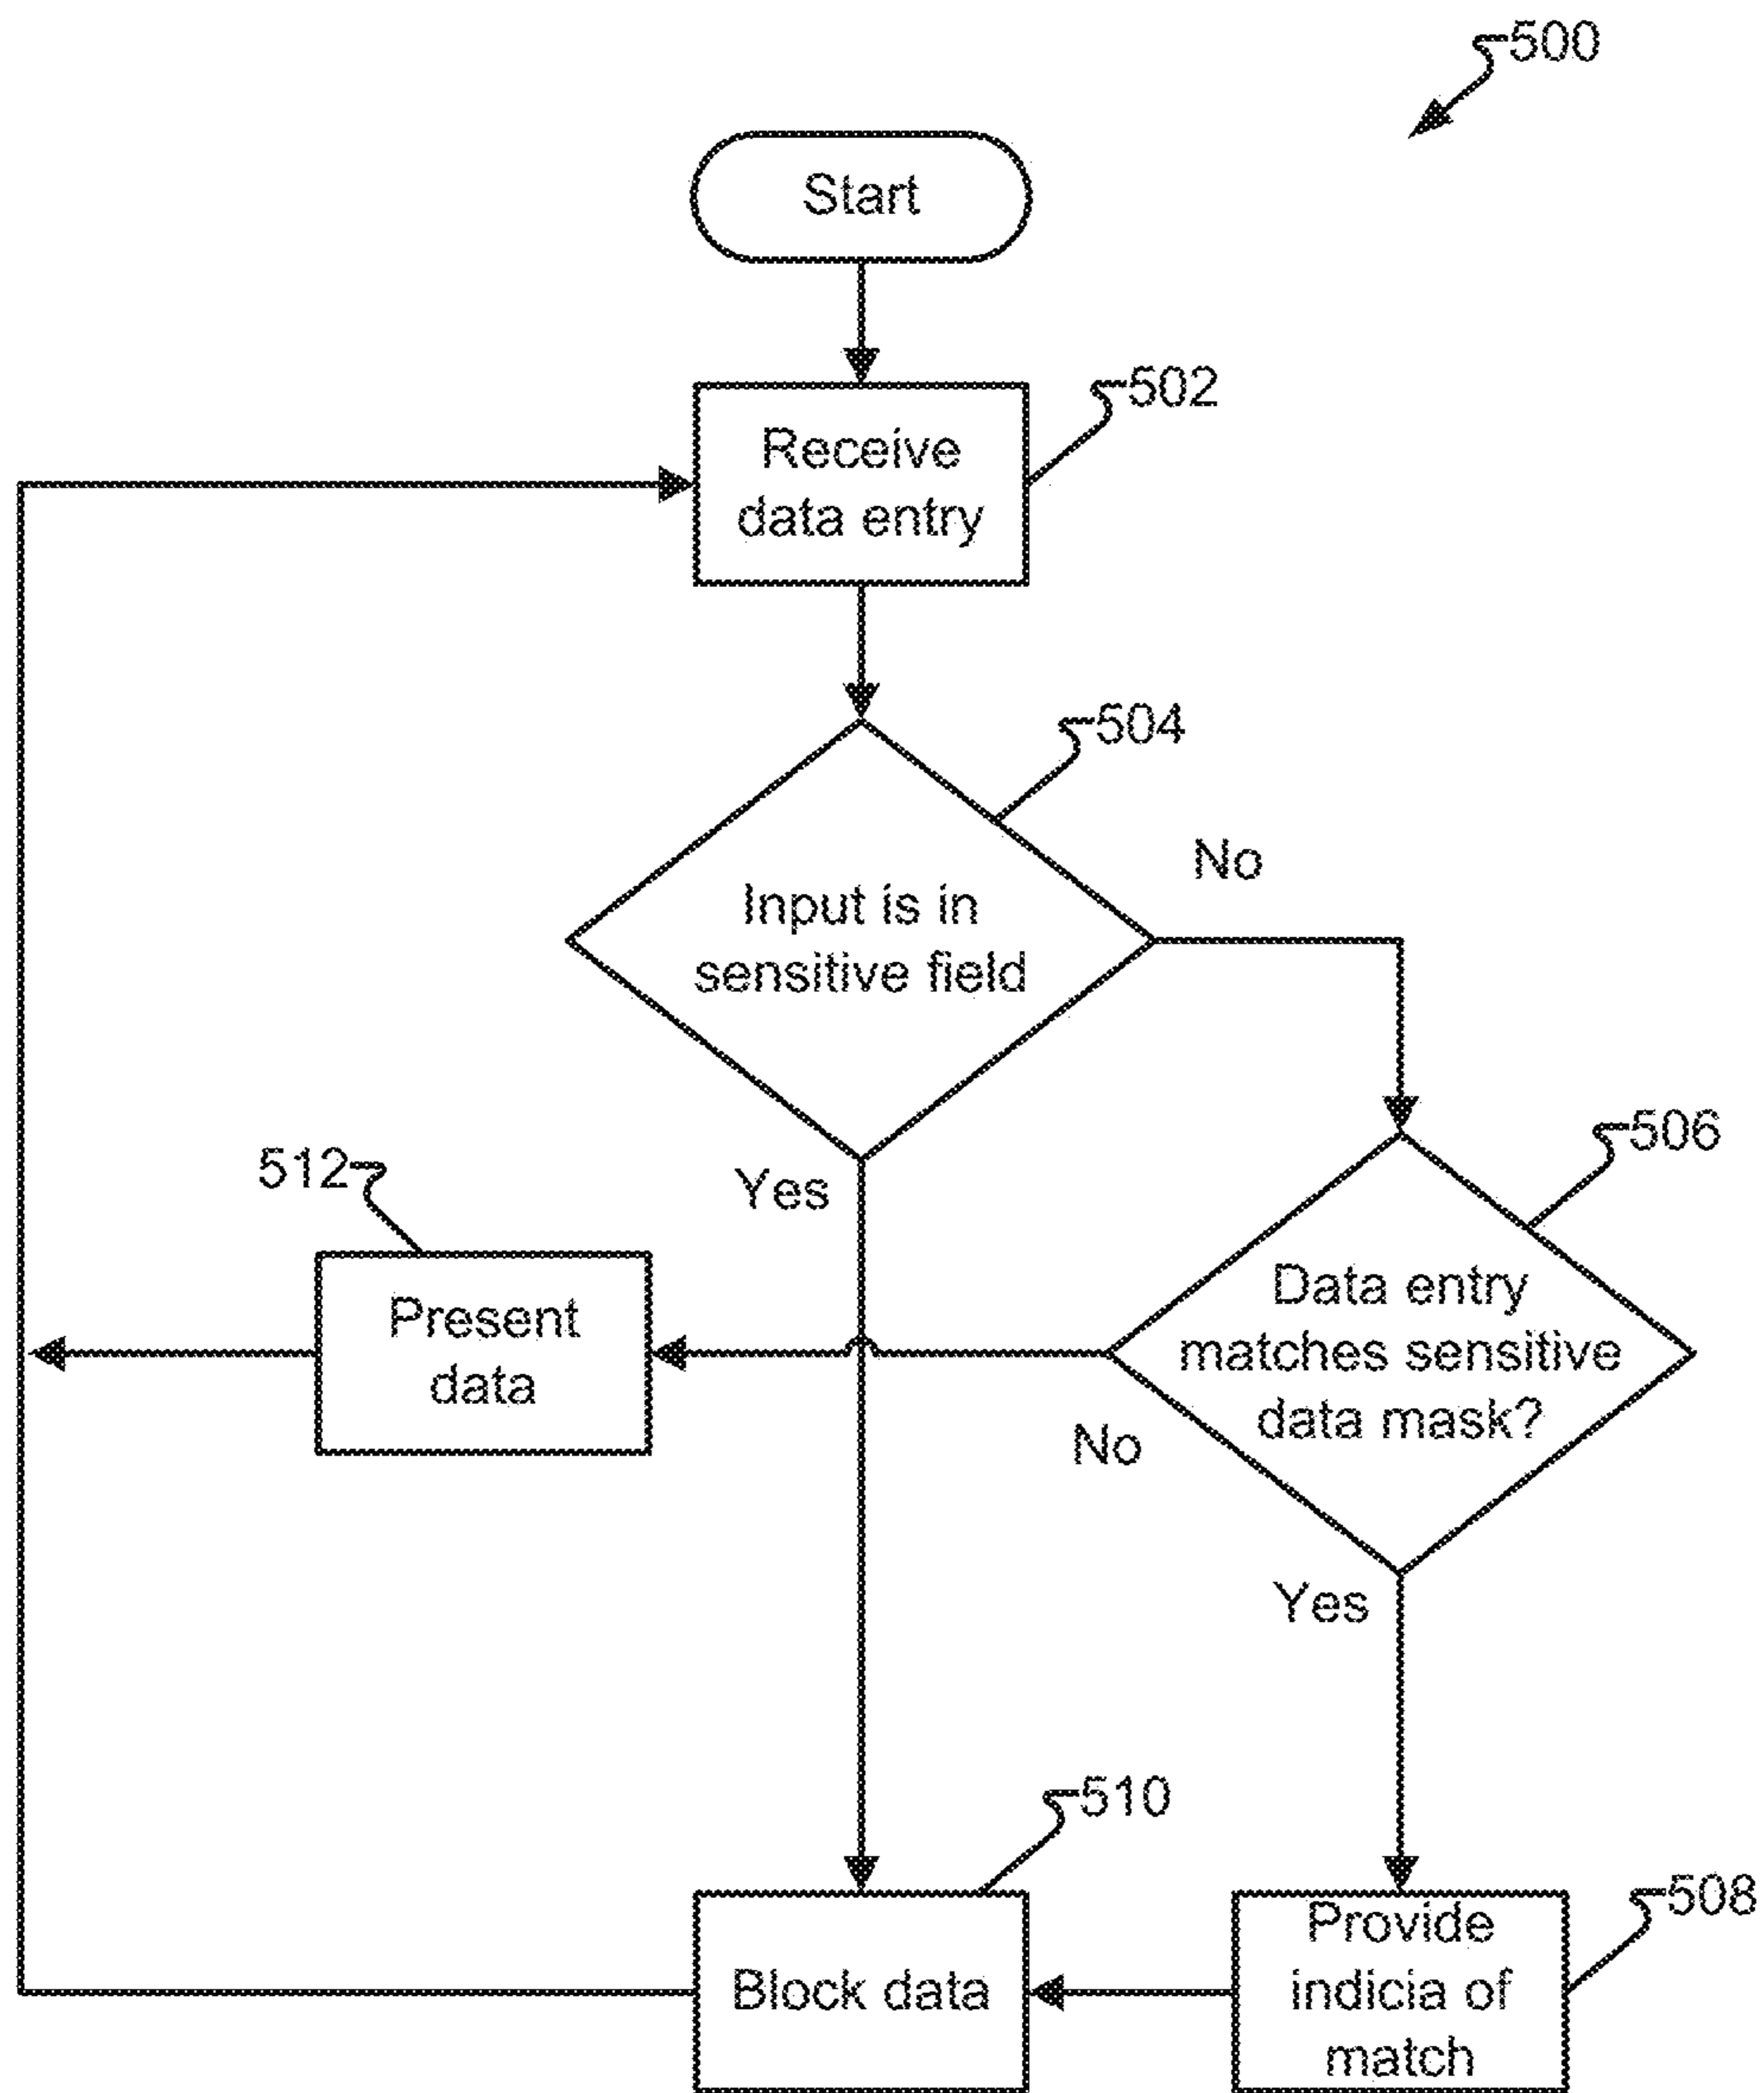 500
Start
502
Receive
data entry
504
No
Input is in
sensitive field
506
512
Yes
Present
data
Data entry
matches sensitive
data mask?
No
Yes
510
508
Block data
Provide
indicia of
match